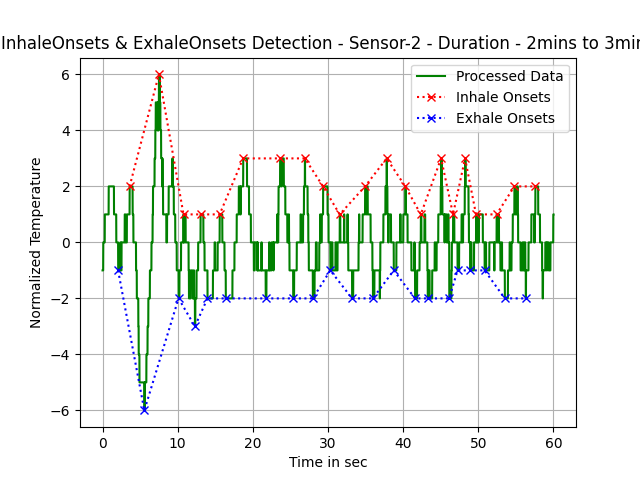 InhaleOnsets & ExhaleOnsets Detection - Sensor-2 - Duration - 2mins to 3min
Processed Data
Inhale Onsets
Exhale Onsets
Normalized Temperature
6
4
2
0
−2
−4
−6
0 10 20 30 40 50 60
Time in sec